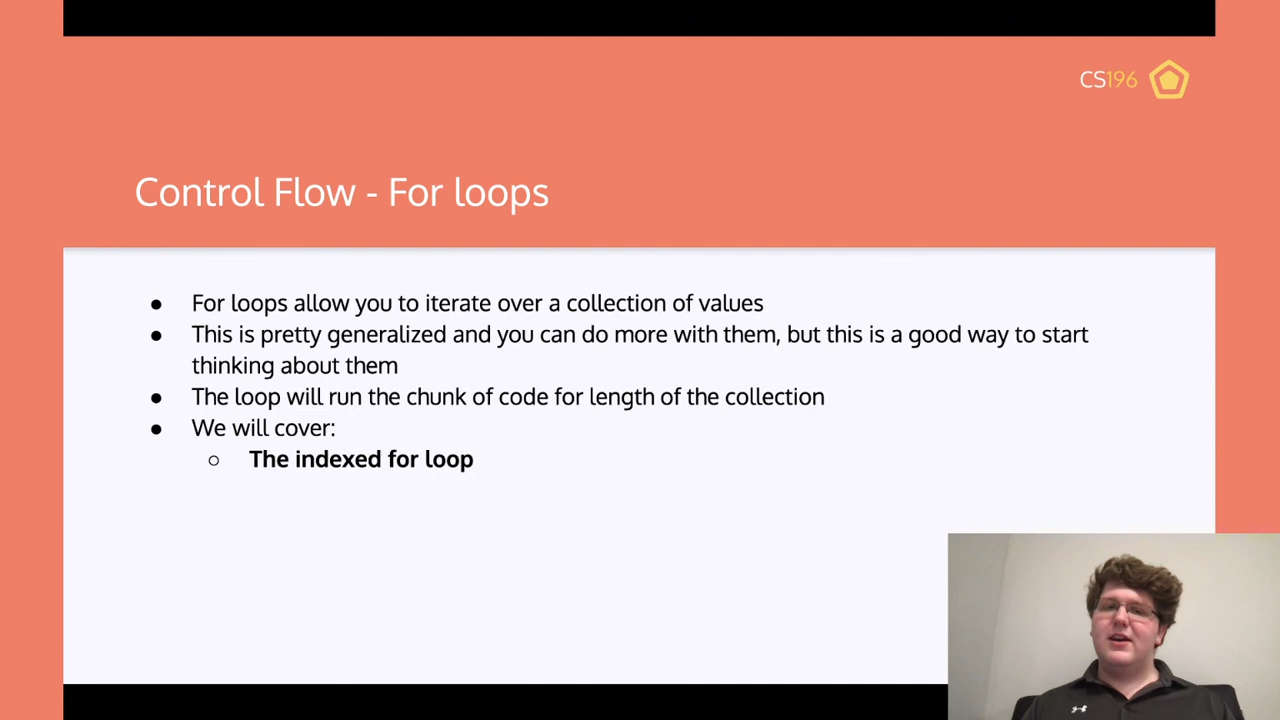 CS196
Control Flow - For loops
● For loops allow you to iterate over a collection of values
● This is pretty generalized and you can do more with them, but this is a good way to start
thinking about them
● The loop will run the chunk of code for length of the collection
● We will cover:
○ The indexed for loop